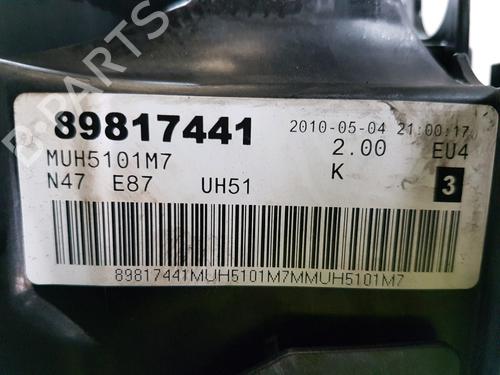 B-PARTS
89817441 2010-05-04 21:00:17
MUH5101M7 2.00 EU4
N47 E87 UH51 K 3
89817441MUH5101M7MMUH5101M7